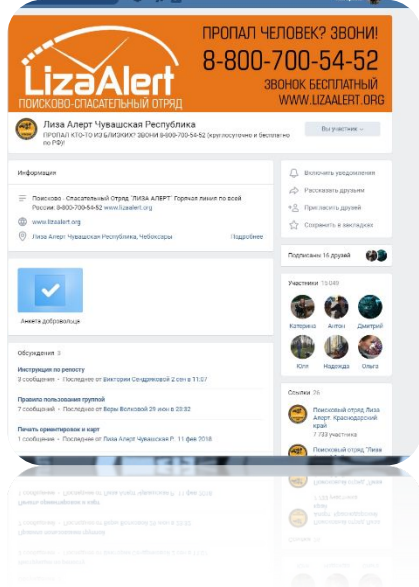 ПРОПАЛ ЧЕЛОВЕК? ЗВОНИ!
8-800-700-54-52
ЗВОНОК БЕСПЛАТНЫЙ
WWW.LIZAALERT.ORG
LizaAlert
ПОИСКОВО-СПАСАТЕЛЬНЫЙ ОТРЯД
Лиза Алерт Чувашская Республика
ПРОПАЛ КТО-ТО ИЗ БЛИЗКИХ? ЗВОНИ 8-800-700-54-52 (круглосуточно и бесплатно
по РФ)!
Вы участник
Информация
Поисково - Спасательный Отряд "ЛИЗА АЛЕРТ" Горячая линия по всей
России: 8-800-700-54-52 www.lizaalert.org
www.lizaalert.org
Лиза Алерт Чувашская Республика, Чебоксары
Подробнее
Анкета добровольца
Обсуждения 3
Инструкция по репосту
3 сообщения - Последнее от Виктории Сендряковой 2 сен в 11:07
Правила пользования группой
7 сообщений - Последнее от Веры Волковой 29 июн в 23:32
Печать ориентировок и карт
1 сообщение - Последнее от Лиза Алерт Чувашская Р. 11 фев 2018
Включить уведомления
Рассказать друзьям
Пригласить друзей
Сохранить в закладках
Подписаны 16 друзей
Участники 15 049
Катерина Антон Дмитрий
Юля Надежда Ольга
Ссылки 26
Поисковый отряд Лиза
Алерт. Краснодарский
край
7 733 участника
Поисковый отряд "Лиза